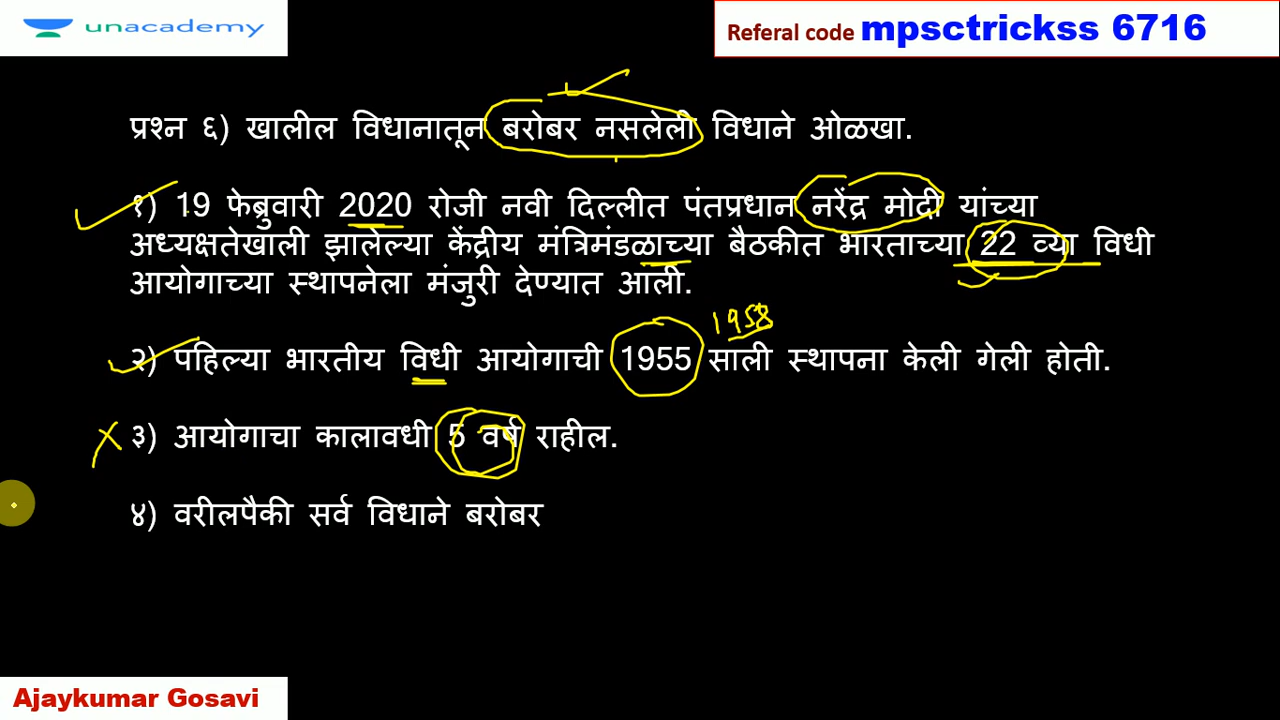 unacademy
Referal code mpsctrickss 6716
प्रश्न ६) खालील विधानातून बरोबर नसलेली विधाने ओळखा.
१) 19 फेब्रुवारी 2020 रोजी नवी दिल्लीत पंतप्रधान नरेंद्र मोदी यांच्या
अध्यक्षतेखाली झालेल्या केंद्रीय मंत्रिमंडळाच्या बैठकीत भारताच्या 22 व्या विधी
आयोगाच्या स्थापनेला मंजुरी देण्यात आली.
1958
२) पहिल्या भारतीय विधी आयोगाची 1955 साली स्थापना केली गेली होती.
३) आयोगाचा कालावधी 5 वर्ष राहील.
४) वरीलपैकी सर्व विधाने बरोबर
Ajaykumar Gosavi